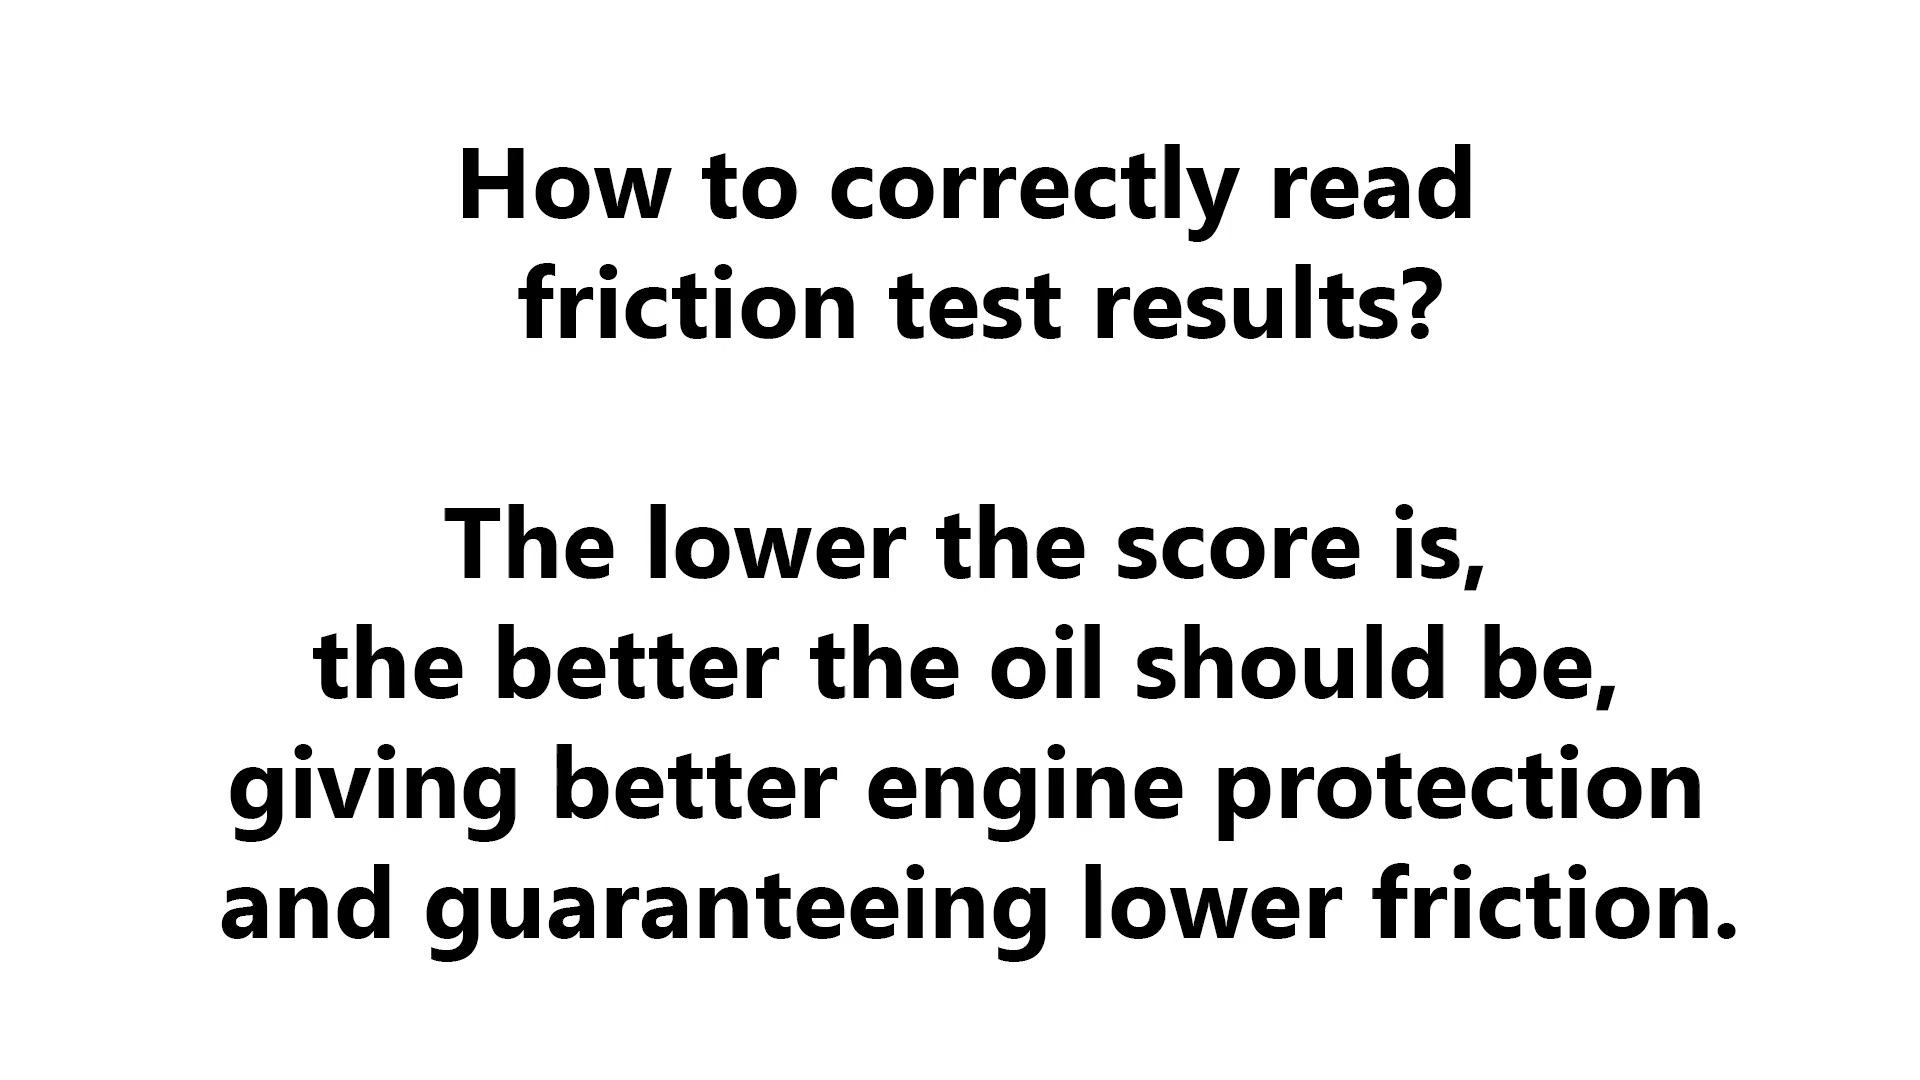 How to correctly read
friction test results?
The lower the score is,
the better the oil should be,
giving better engine protection
and guaranteeing lower friction.